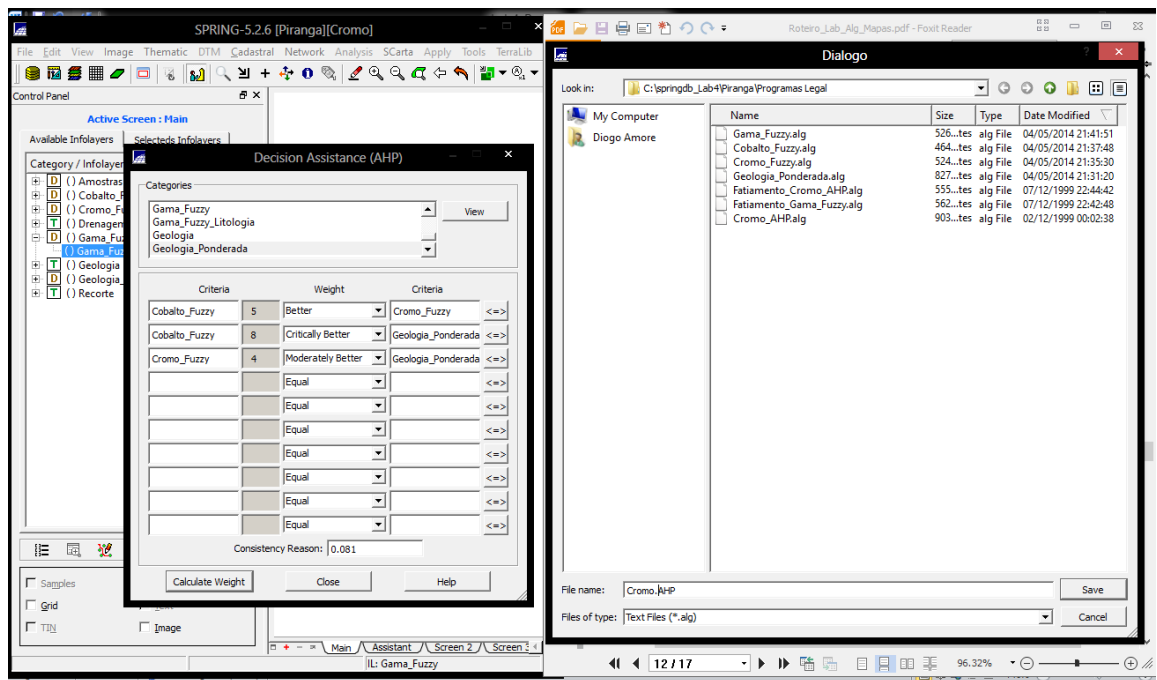 SPRING-5.2.6 [Piranga][Cromo]
File Edit View Image Thematic DTM Cadastral Network Analysis SCarta Apply Tools TerraLib
Control Panel
Active Screen : Main
Available Infolayers Selecteds Infolayers
Category / Infolayer
D () Amostras
D () Cobalto_F
D () Cromo_Fu
T () Drenagen
D () Gama_Fuz
() Gama_Fuz
T () Geologia
D () Geologia_
T () Recorte
Samples
Grid
TIN
Image
Main Assistant Screen 2 Screen 3
IL: Gama_Fuzzy
Decision Assistance (AHP)
Categories
Gama_Fuzzy
Gama_Fuzzy_Litologia
Geologia
Geologia_Ponderada
View
Criteria Weight Criteria
Cobalto_Fuzzy 5 Better Cromo_Fuzzy <=>
Cobalto_Fuzzy 8 Critically Better Geologia_Ponderada <=>
Cromo_Fuzzy 4 Moderately Better Geologia_Ponderada <=>
Equal <=>
Equal <=>
Equal <=>
Equal <=>
Equal <=>
Equal <=>
Equal <=>
Consistency Reason: 0.081
Calculate Weight Close Help
Roteiro_Lab_Alg_Mapas.pdf - Foxit Reader
PDF
Dialogo
Look in: C:\springdb_Lab4\Piranga\Programas Legal
My Computer
Diogo Amore
Name Size Type Date Modified
Gama_Fuzzy.alg 526...tes alg File 04/05/2014 21:41:51
Cobalto_Fuzzy.alg 464...tes alg File 04/05/2014 21:37:48
Cromo_Fuzzy.alg 524...tes alg File 04/05/2014 21:35:30
Geologia_Ponderada.alg 827...tes alg File 04/05/2014 21:31:20
Fatiamento_Cromo_AHP.alg 555...tes alg File 07/12/1999 22:44:42
Fatiamento_Gama_Fuzzy.alg 562...tes alg File 07/12/1999 22:42:48
Cromo_AHP.alg 903...tes alg File 02/12/1999 00:02:38
File name: Cromo.AHP Save
Files of type: Text Files (*.alg) Cancel
12 / 17
96.32%